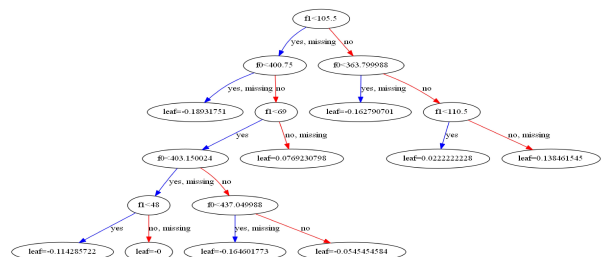 f1<105.5
yes, missing
no
f0<400.75
f0<363.799988
yes, missing
no
yes, missing
no
leaf=-0.18931751
f1<69
leaf=-0.162790701
f1<110.5
yes
no, missing
yes
no, missing
f0<403.150024
leaf=0.0769230798
leaf=0.0222222228
leaf=0.138461545
yes, missing
no
f1<48
f0<437.049988
yes
no, missing
yes, missing
no
leaf=-0.114285722
leaf=-0
leaf=-0.164601773
leaf=-0.0545454584